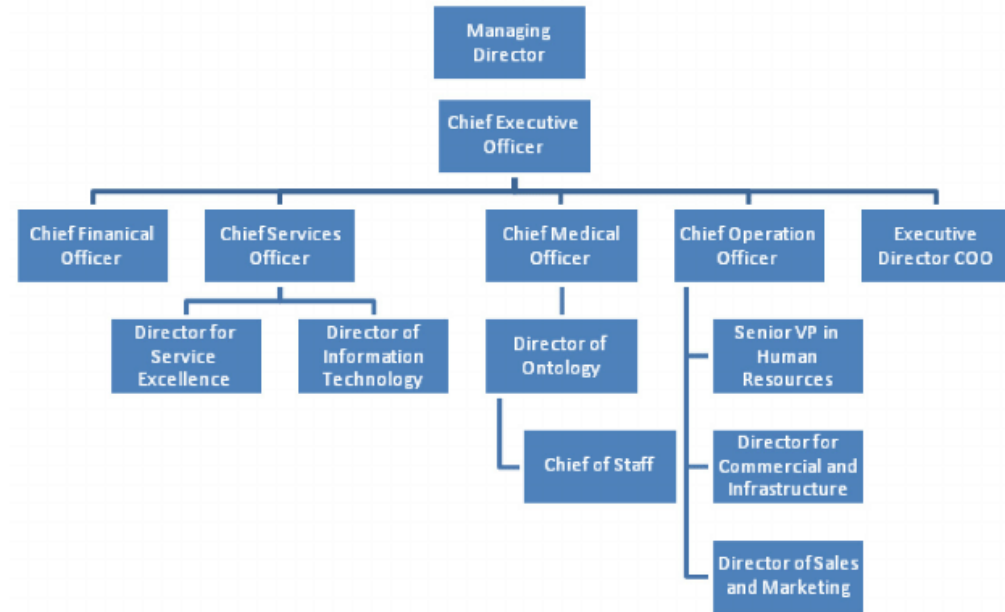 Managing
Director
Chief Executive
Officer
Chief Finanical
Officer
Chief Services
Officer
Chief Medical
Officer
Chief Operation
Officer
Executive
Director COO
Director for
Service
Excellence
Director of
Information
Technology
Director of
Ontology
Senior VP in
Human
Resources
Chief of Staff
Director for
Commercial and
Infrastructure
Director of Sales
and Marketing